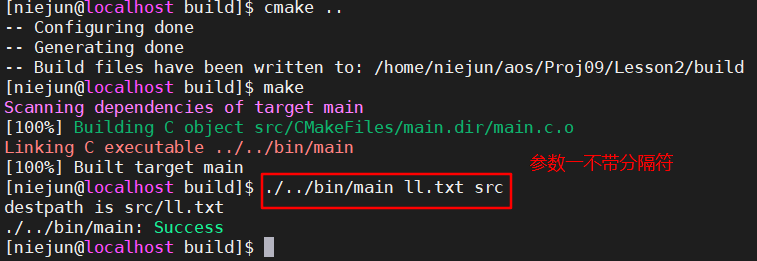 [niejun@localhost build]$ cmake ..
-- Configuring done
-- Generating done
-- Build files have been written to: /home/niejun/aos/Proj09/Lesson2/build
[niejun@localhost build]$ make
Scanning dependencies of target main
[100%] Building C object src/CMakeFiles/main.dir/main.c.o
Linking C executable ../../bin/main
[100%] Built target main
参数一不带分隔符
[niejun@localhost build]$ ./../bin/main ll.txt src
destpath is src/ll.txt
./../bin/main: Success
[niejun@localhost build]$